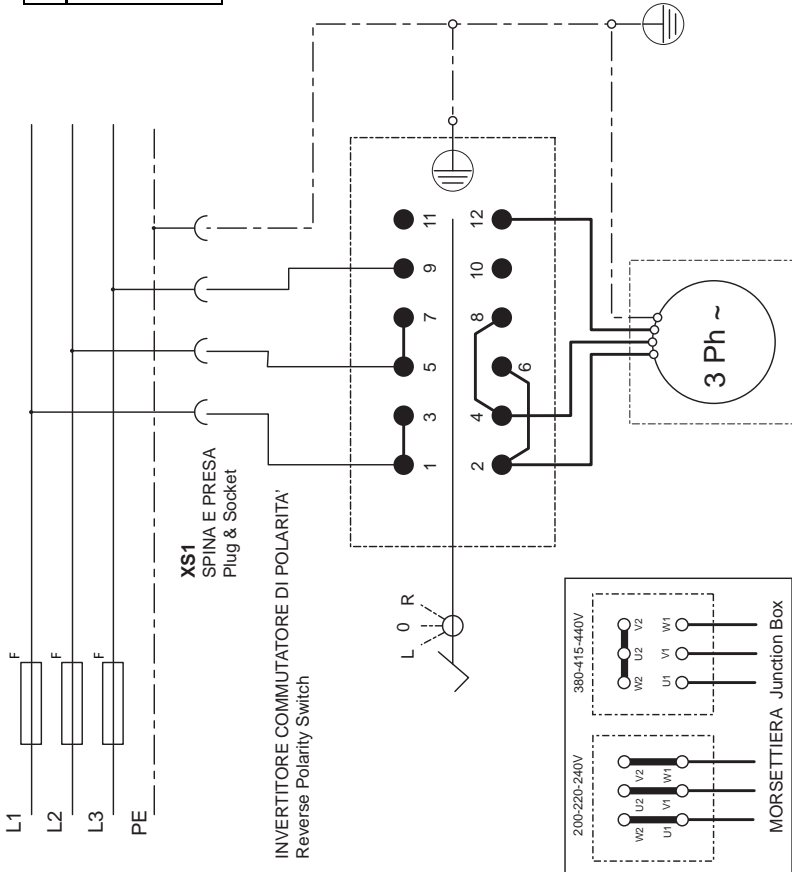 L1
L2
L3
PE
F
F
F
XS1
SPINA E PRESA
Plug & Socket
INVERTITORE COMMUTATORE DI POLARITA'
Reverse Polarity Switch
L 0 R
1 3 5 7 9 11
2 4 6 8 10 12
3 Ph ~
200-220-240V
W2 U2 V2
U1 V1 W1
380-415-440V
W2 U2 V2
U1 V1 W1
MORSETTIERA Junction Box